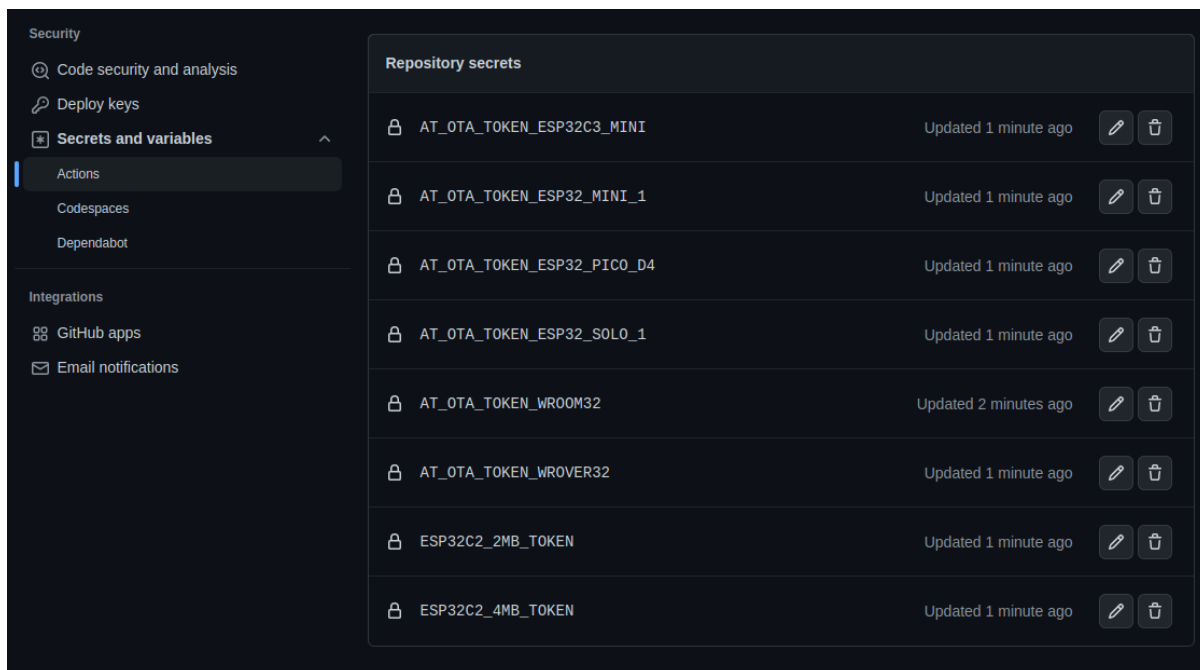 Security
Code security and analysis
Deploy keys
Secrets and variables
Actions
Codespaces
Dependabot
Integrations
GitHub apps
Email notifications
Repository secrets
AT_OTA_TOKEN_ESP32C3_MINI Updated 1 minute ago
AT_OTA_TOKEN_ESP32_MINI_1 Updated 1 minute ago
AT_OTA_TOKEN_ESP32_PICO_D4 Updated 1 minute ago
AT_OTA_TOKEN_ESP32_SOLO_1 Updated 1 minute ago
AT_OTA_TOKEN_WROOM32 Updated 2 minutes ago
AT_OTA_TOKEN_WROVER32 Updated 1 minute ago
ESP32C2_2MB_TOKEN Updated 1 minute ago
ESP32C2_4MB_TOKEN Updated 1 minute ago